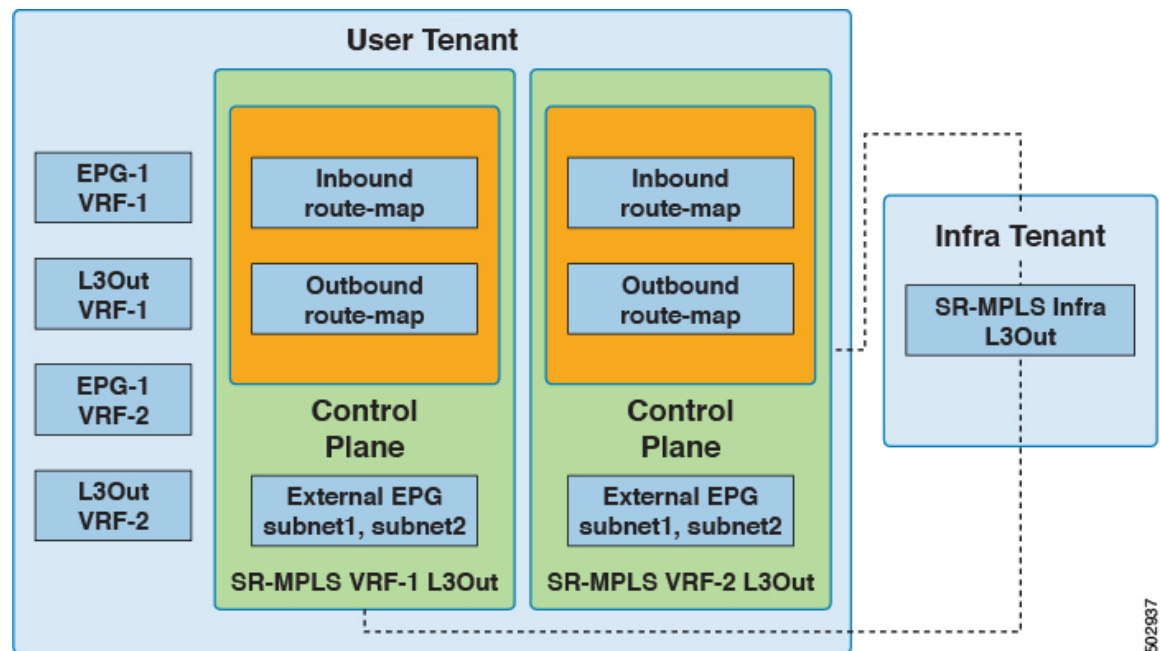 User Tenant
EPG-1
VRF-1
L3Out
VRF-1
EPG-1
VRF-2
L3Out
VRF-2
Inbound
route-map
Outbound
route-map
Control
Plane
External EPG
subnet1, subnet2
SR-MPLS VRF-1 L3Out
Inbound
route-map
Outbound
route-map
Control
Plane
External EPG
subnet1, subnet2
SR-MPLS VRF-2 L3Out
Infra Tenant
SR-MPLS Infra
L3Out
502937